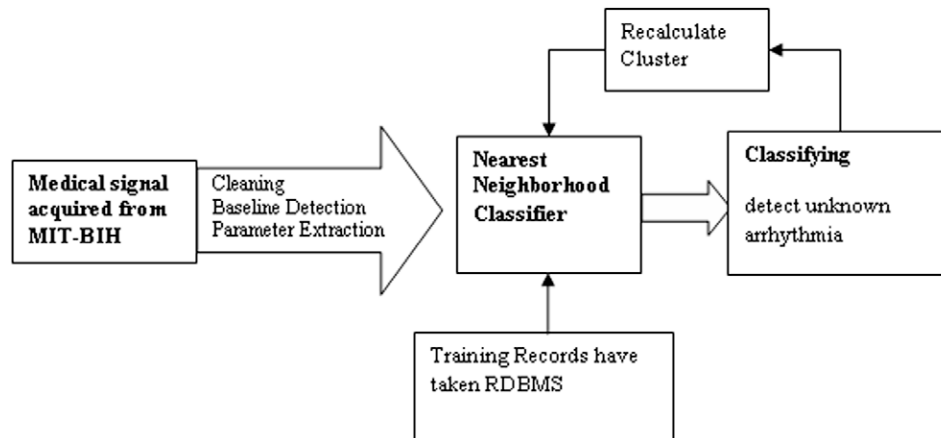 Medical signal
acquired from
MIT-BIH
Cleaning
Baseline Detection
Parameter Extraction
Nearest
Neighborhood
Classifier
Recalculate
Cluster
Classifying
detect unknown
arrhythmia
Training Records have
taken RDBMS